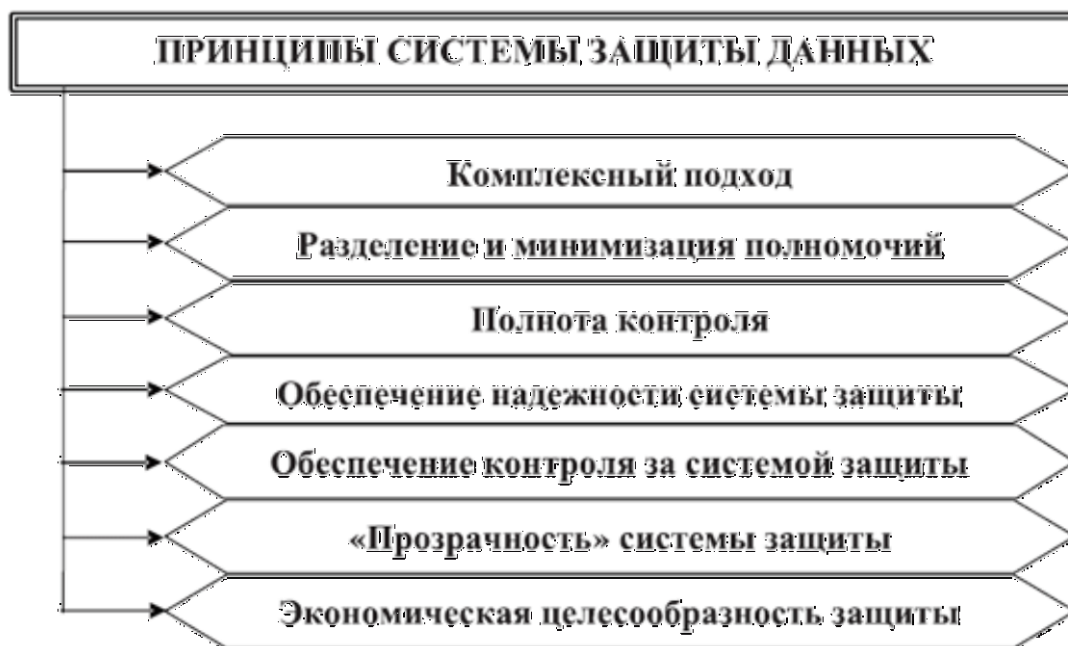 ПРИНЦИПЫ СИСТЕМЫ ЗАЩИТЫ ДАННЫХ
Комплексный подход
Разделение и минимизация полномочий
Полнота контроля
Обеспечение надежности системы защиты
Обеспечение контроля за системой защиты
«Прозрачность» системы защиты
Экономическая целесообразность защиты